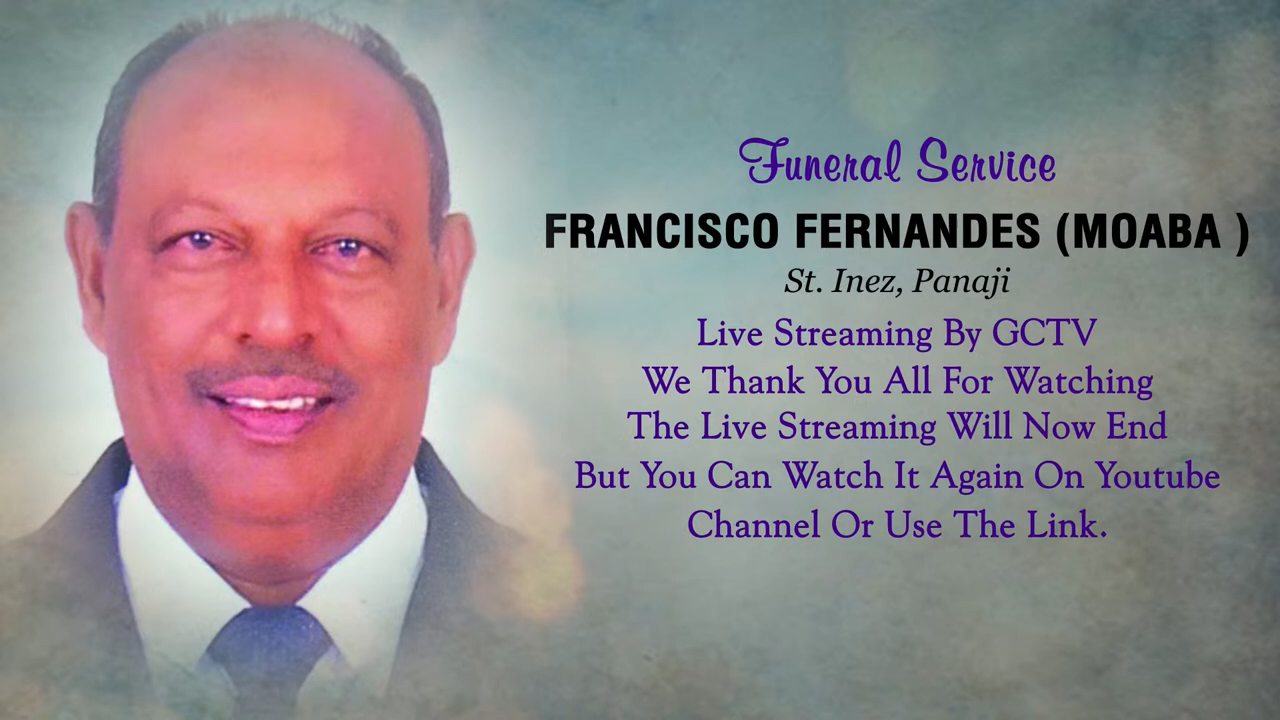 Funeral Service
FRANCISCO FERNANDES (MOABA )
St. Inez, Panaji
Live Streaming By GCTV
We Thank You All For Watching
The Live Streaming Will Now End
But You Can Watch It Again On Youtube
Channel Or Use The Link.